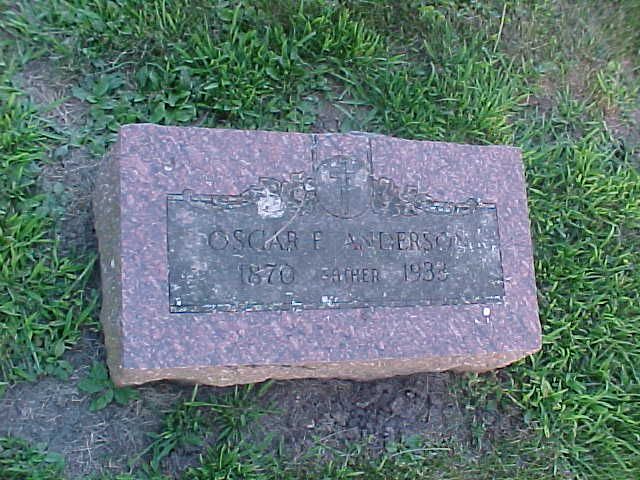 OSCAR F. ANDERSON
1870 FATHER 1933